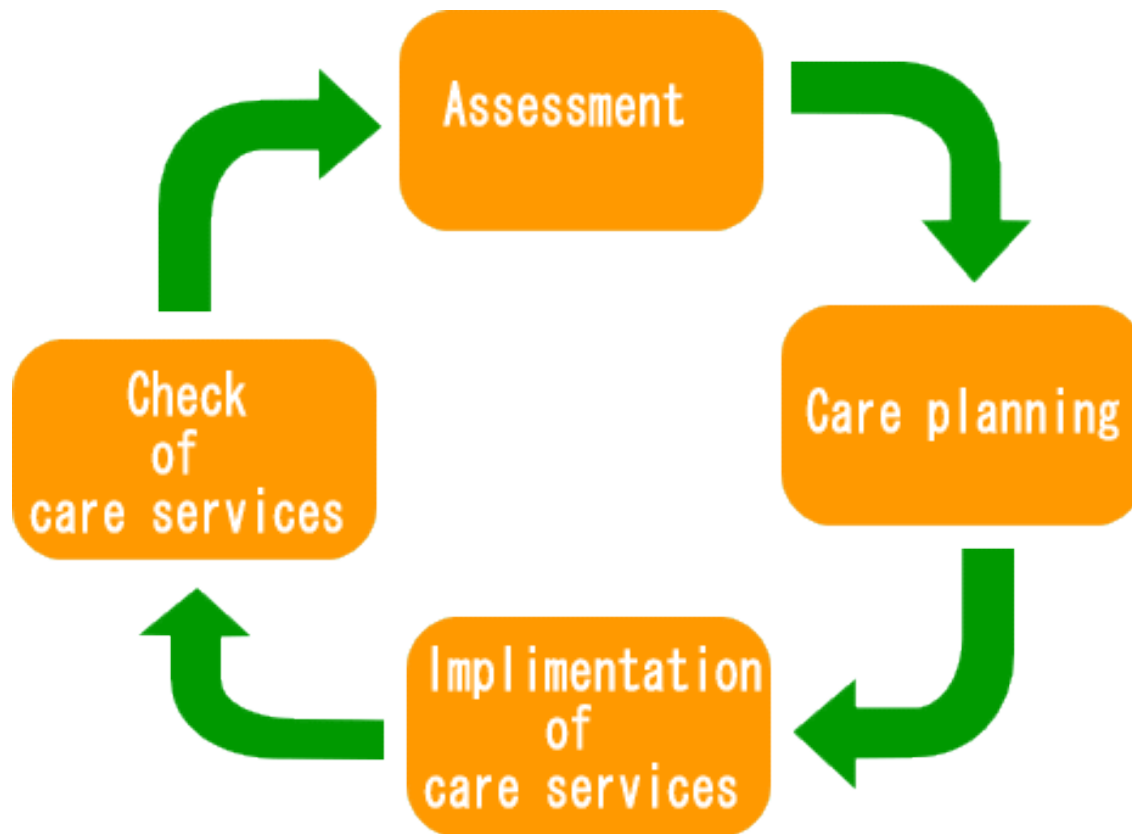 Assessment
Care planning
Implimentation
of
care services
Check
of
care services